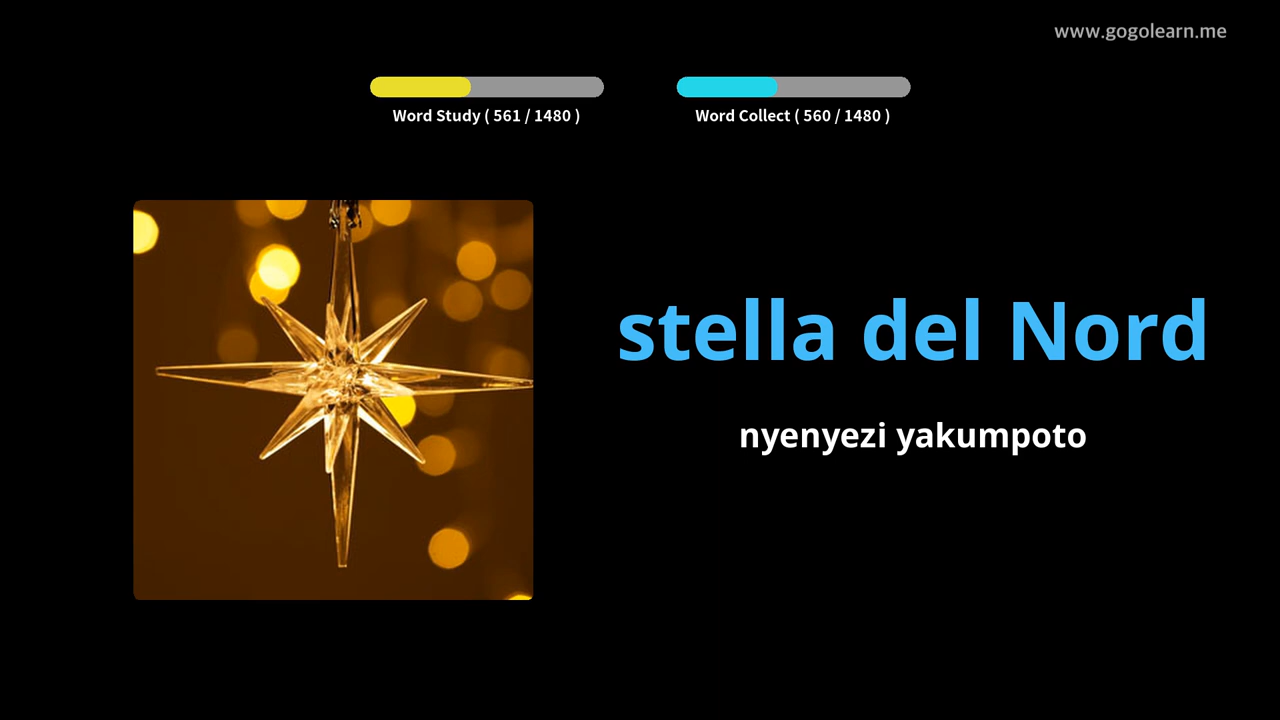 www.gogolearn.me
Word Study ( 561 / 1480 )
Word Collect ( 560 / 1480 )
stella del Nord
nyenyezi yakumpoto